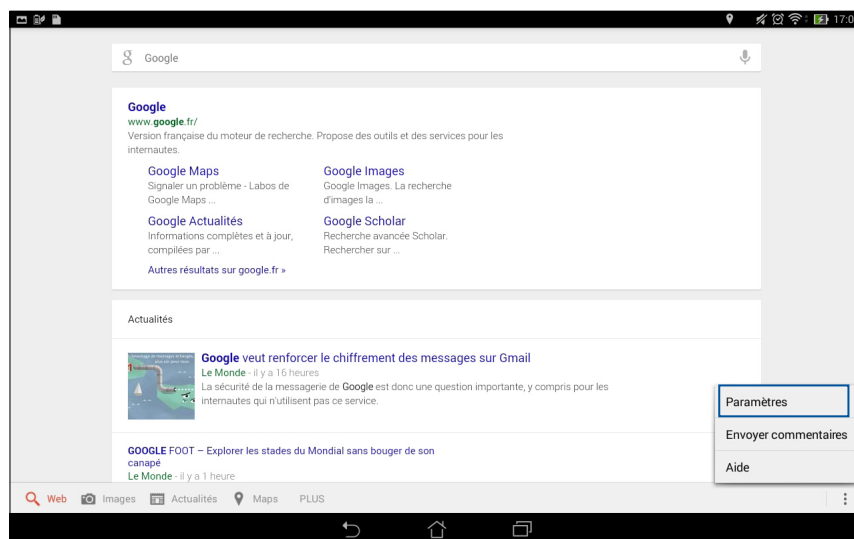 17:0
g Google
Google
www.google.fr/
Version française du moteur de recherche. Propose des outils et des services pour les
internautes.
Google Maps
Signaler un problème - Labos de
Google Maps ...
Google Images
Google Images. La recherche
d'images la ...
Google Actualités
Informations complètes et à jour,
compilées par ...
Google Scholar
Recherche avancée Scholar.
Rechercher sur ...
Autres résultats sur google.fr »
Actualités
Google veut renforcer le chiffrement des messages sur Gmail
Le Monde - il y a 16 heures
La sécurité de la messagerie de Google est donc une question importante, y compris pour les
internautes qui n'utilisent pas ce service.
GOOGLE FOOT – Explorer les stades du Mondial sans bouger de son
canapé
Le Monde - il y a 1 heure
Paramètres
Envoyer commentaires
Aide
Web Images Actualités Maps PLUS